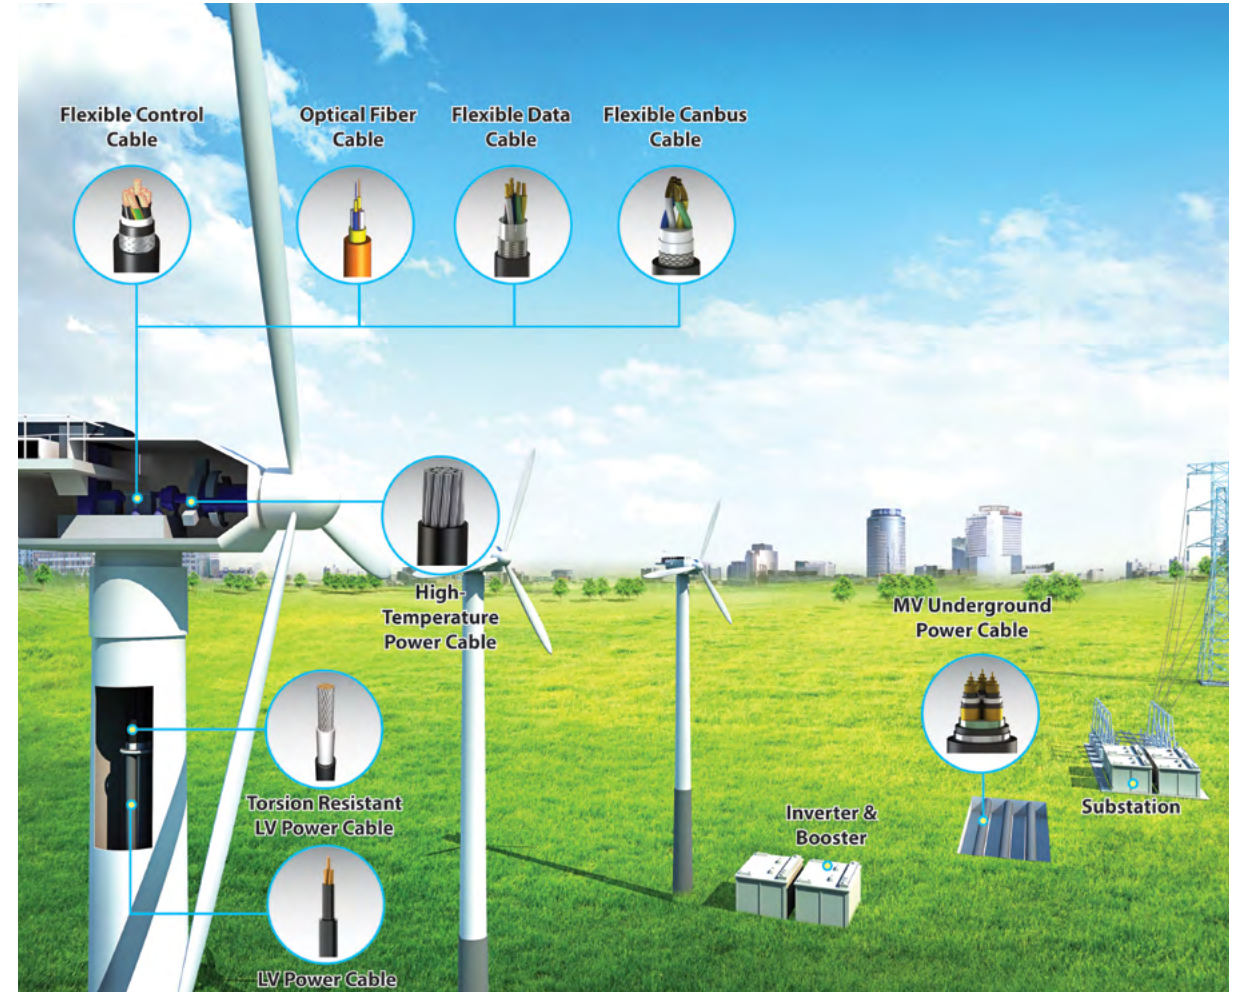 Flexible Control
Cable
Optical Fiber
Cable
Flexible Data
Cable
Flexible Canbus
Cable
High-
Temperature
Power Cable
MV Underground
Power Cable
Torsion Resistant
LV Power Cable
Inverter &
Booster
Substation
LV Power Cable